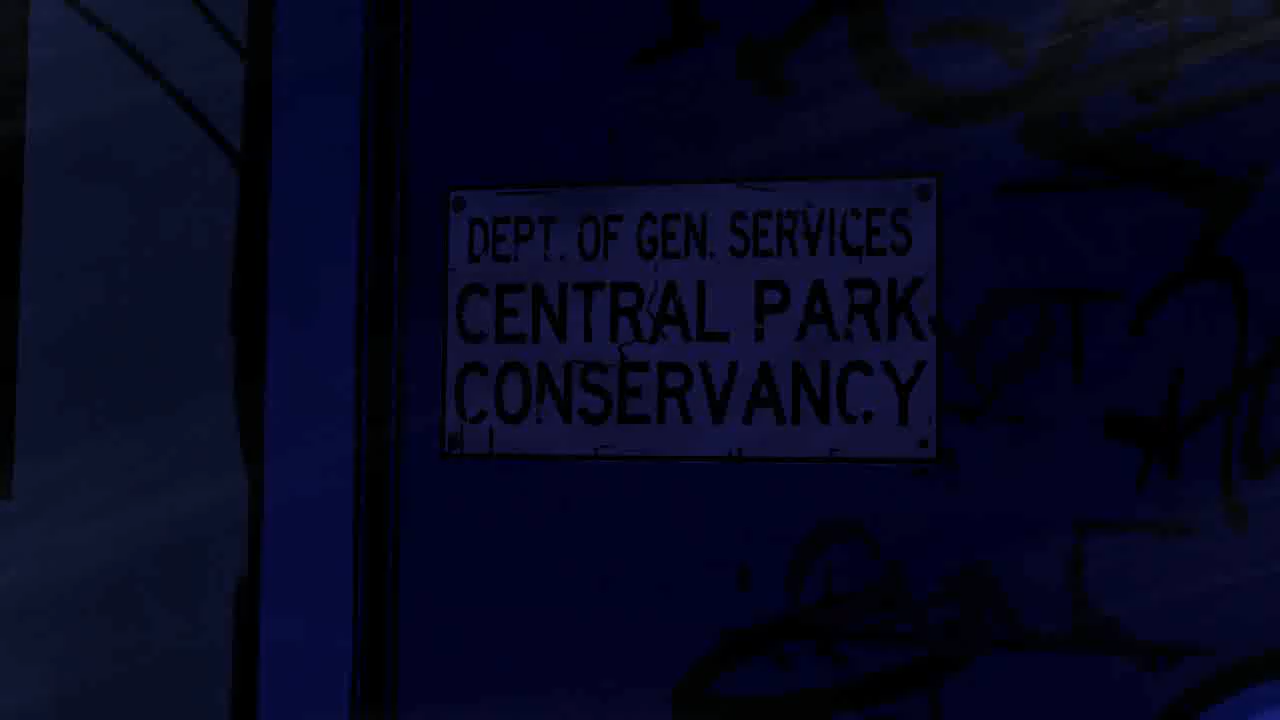 DEPT. OF GEN. SERVICES
CENTRAL PARK
CONSERVANCY